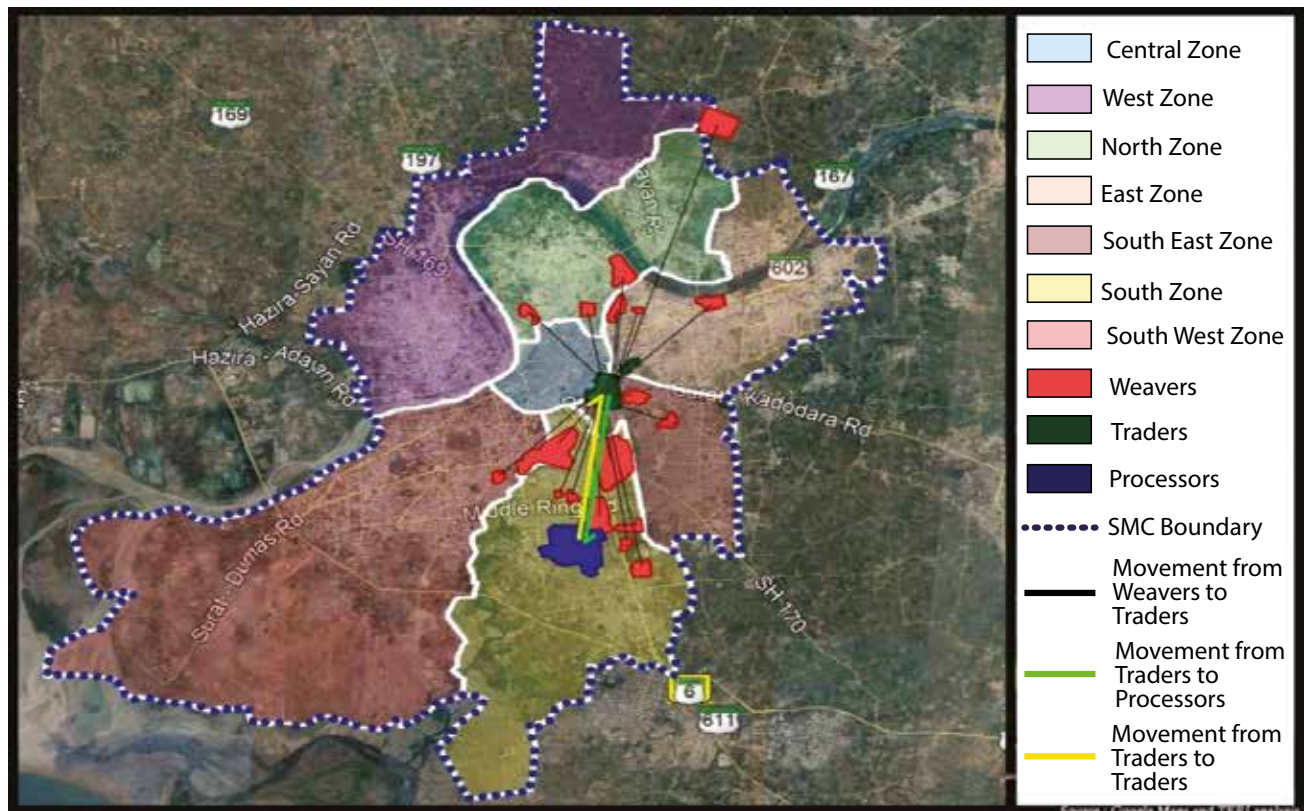 169
197
167
SH 169
602
Hazira-Sayan Rd
Hazira - Adajan Rd
Kadodara Rd
Middle Ring
Surat - Dumas Rd
SH 170
6
811
Central Zone
West Zone
North Zone
East Zone
South East Zone
South Zone
South West Zone
Weavers
Traders
Processors
SMC Boundary
Movement from
Weavers to
Traders
Movement from
Traders to
Processors
Movement from
Traders to
Traders